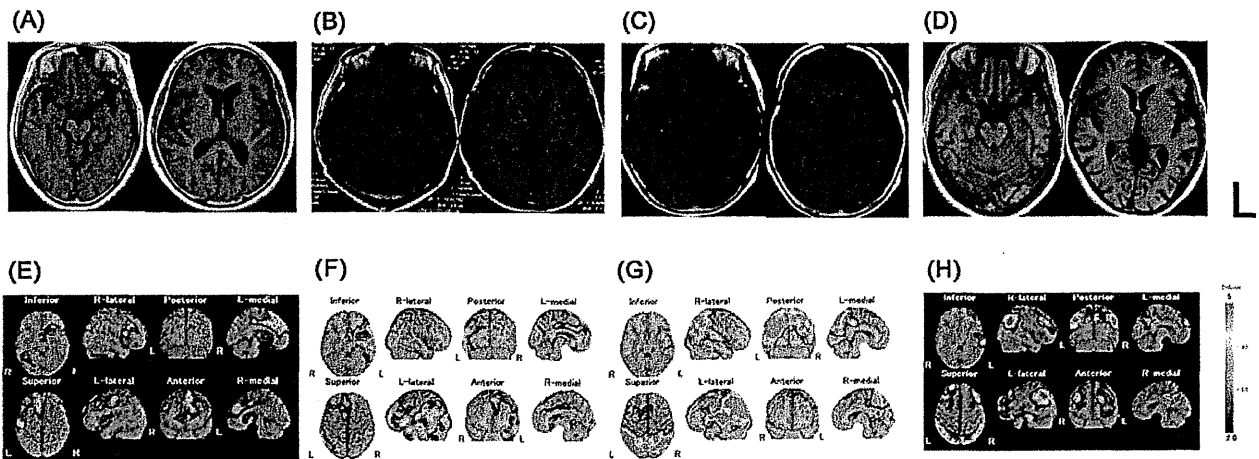 (A)
(B)
(C)
(D)
L
(E)
Inferior R-lateral Posterior L-medial
R L L R
Superior L-lateral Anterior R-medial
L R R L
(F)
Inferior R-lateral Posterior L-medial
R L L R
Superior L-lateral Anterior R-medial
L R R L
(G)
Inferior R-lateral Posterior L-medial
R L L R
Superior L-lateral Anterior R-medial
L R R L
(H)
Inferior R-lateral Posterior L-medial
R L R
Superior L-lateral Anterior R-medial
L R R L